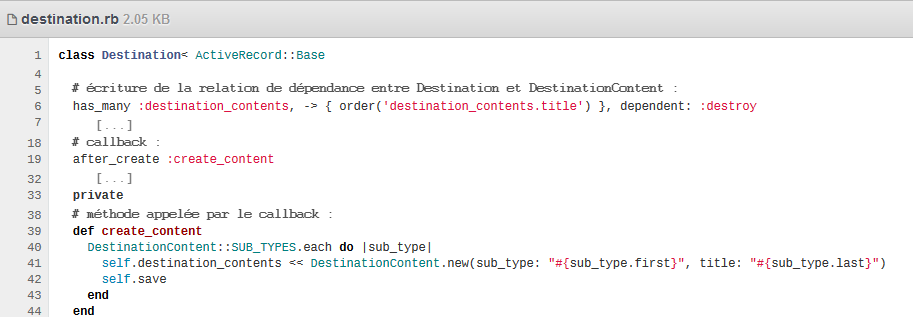 destination.rb 2.05 KB
1 class Destination< ActiveRecord::Base
4
5 # écriture de la relation de dépendance entre Destination et DestinationContent :
6 has_many :destination_contents, -> { order('destination_contents.title') }, dependent: :destroy
7 [...]
18 # callback :
19 after_create :create_content
32 [...]
33 private
38 # méthode appelée par le callback :
39 def create_content
40 DestinationContent::SUB_TYPES.each do |sub_type|
41 self.destination_contents << DestinationContent.new(sub_type: "#{sub_type.first}", title: "#{sub_type.last}")
42 self.save
43 end
44 end